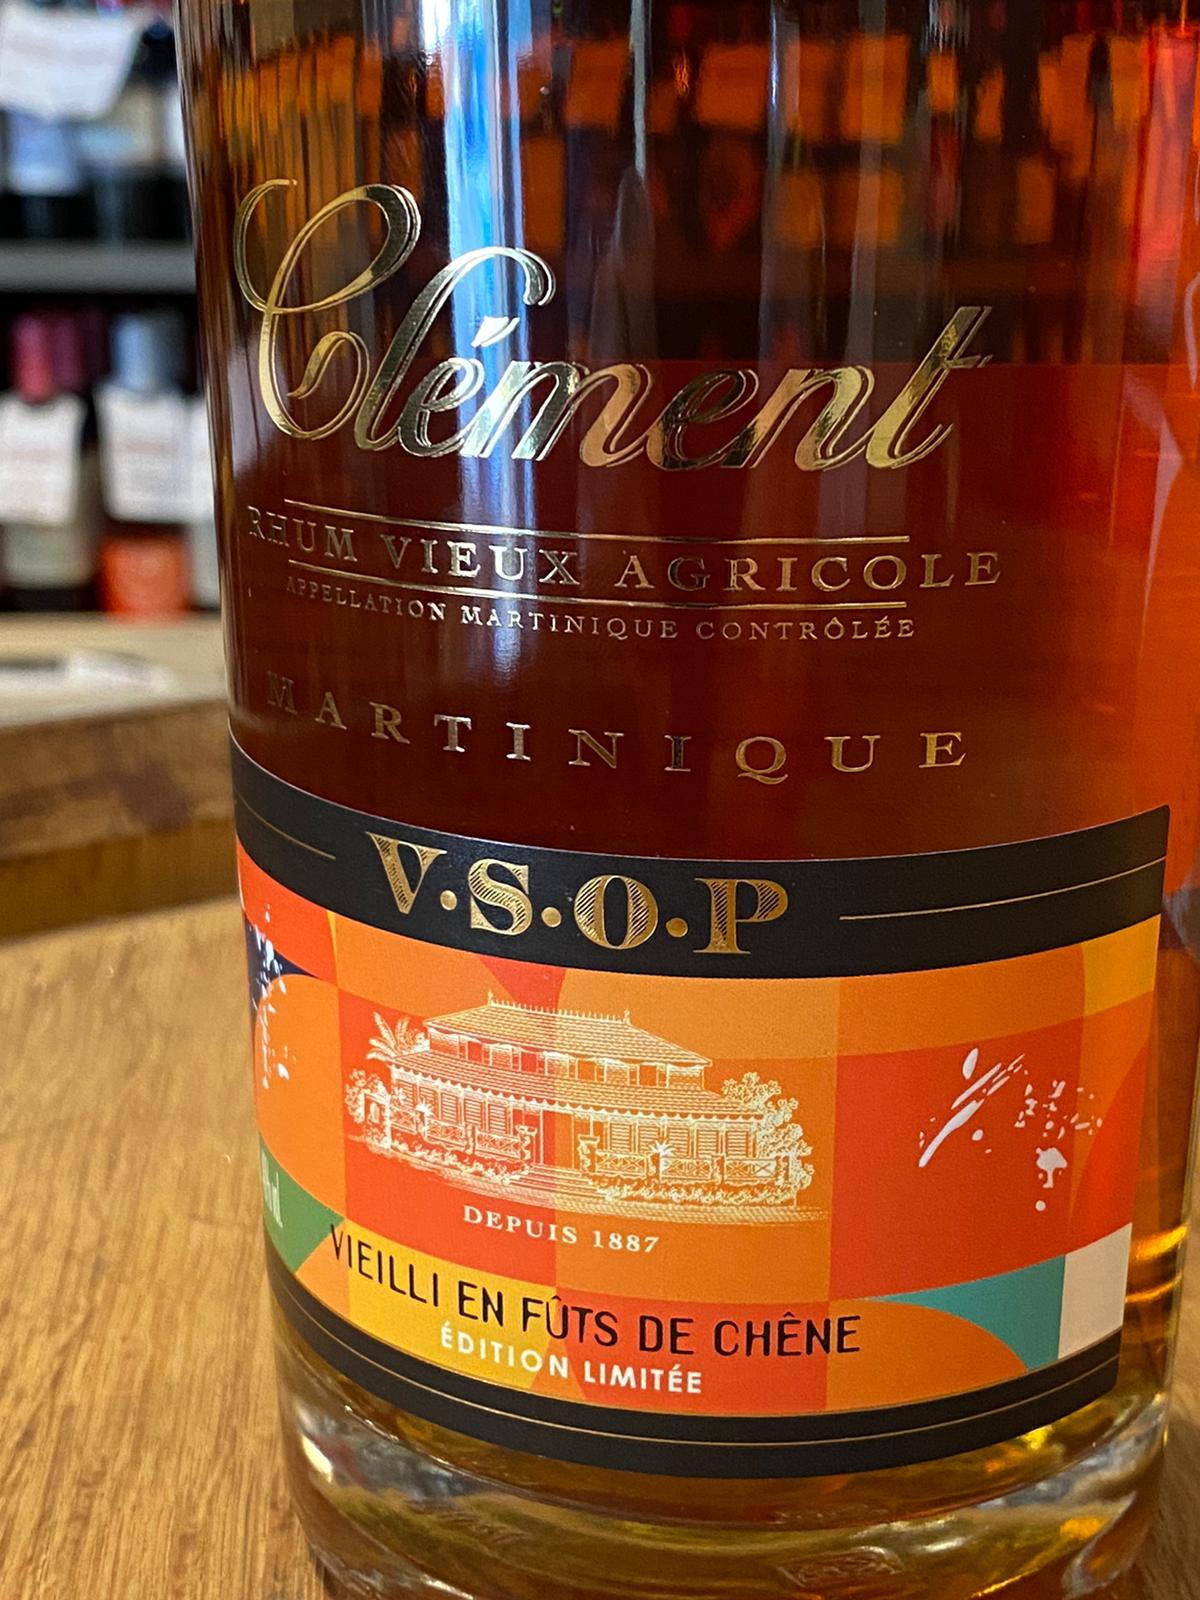 Clément
RHUM VIEUX AGRICOLE
APPELLATION MARTINIQUE CONTRÔLÉE
MARTINIQUE
V·S·O·P
DEPUIS 1887
VIEILLI EN FÛTS DE CHÊNE
ÉDITION LIMITÉE